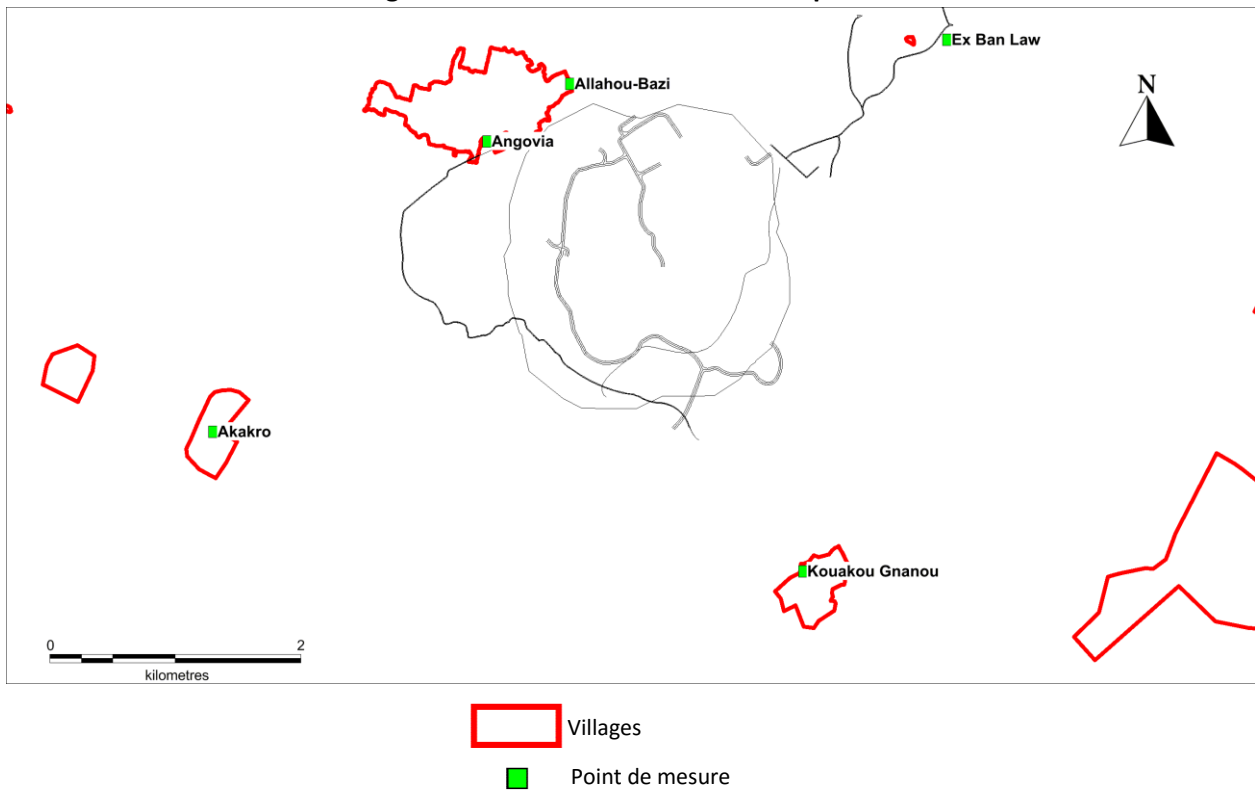 Ex Ban Law
Allahou-Bazi
N
Angovia
Akakro
Kouakou Gnanou
0 2
kilometres
Villages
Point de mesure